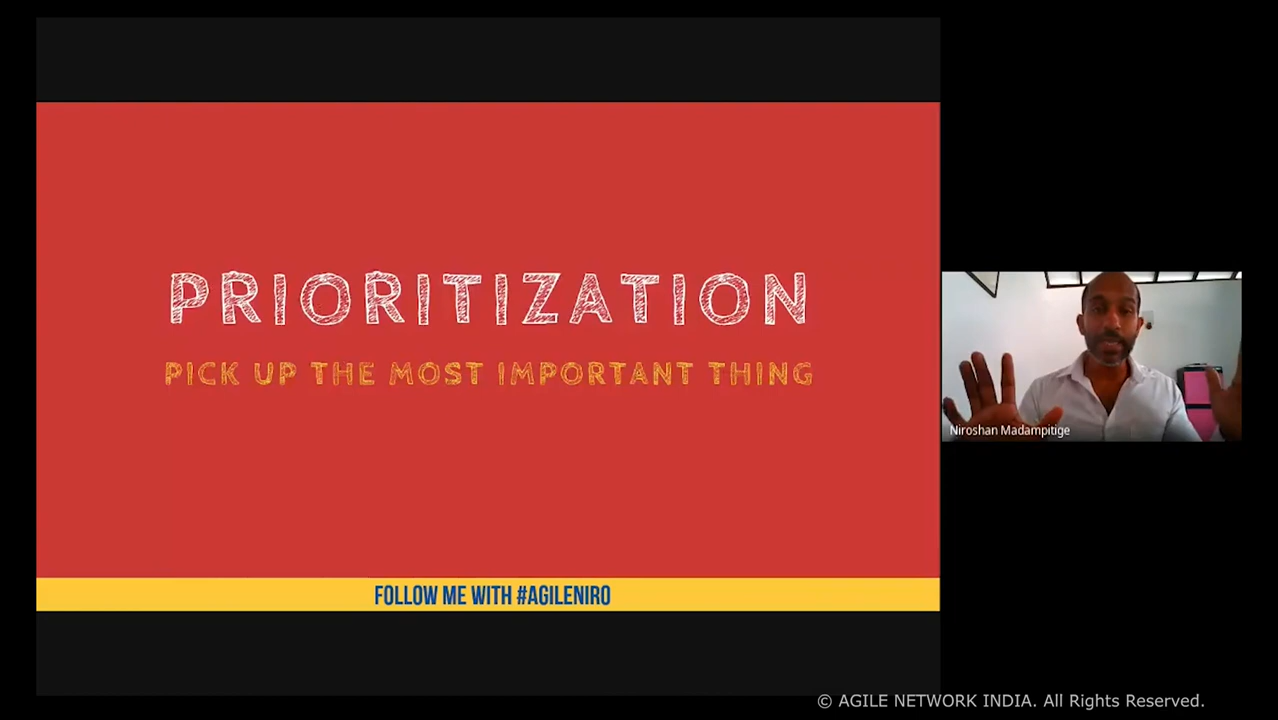 PRIORITIZATION
PICK UP THE MOST IMPORTANT THING
FOLLOW ME WITH #AGILENIRO
Niroshan Madampitige
© AGILE NETWORK INDIA. All Rights Reserved.